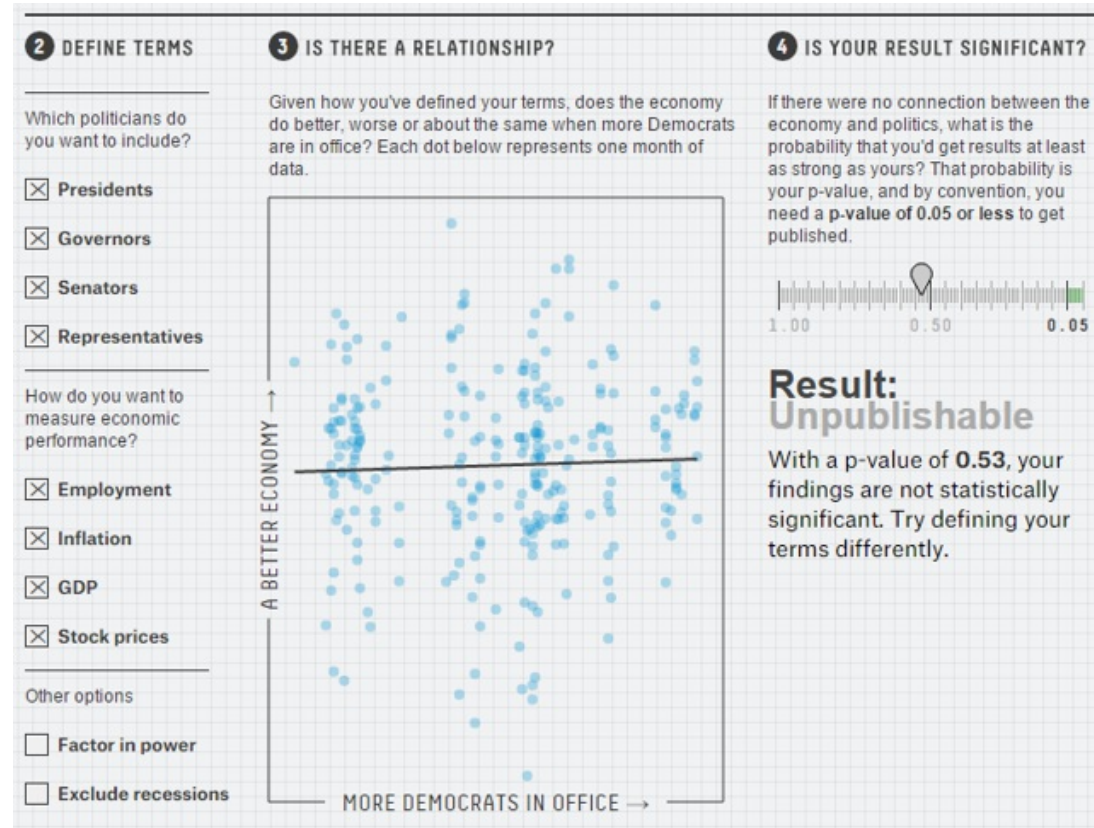 2 DEFINE TERMS
Which politicians do
you want to include?
Presidents
Governors
Senators
Representatives
How do you want to
measure economic
performance?
Employment
Inflation
GDP
Stock prices
Other options
Factor in power
Exclude recessions
3 IS THERE A RELATIONSHIP?
Given how you've defined your terms, does the economy
do better, worse or about the same when more Democrats
are in office? Each dot below represents one month of
data.
A BETTER ECONOMY →
MORE DEMOCRATS IN OFFICE →
4 IS YOUR RESULT SIGNIFICANT?
If there were no connection between the
economy and politics, what is the
probability that you'd get results at least
as strong as yours? That probability is
your p-value, and by convention, you
need a p-value of 0.05 or less to get
published.
1.00 0.50 0.05
Result:
Unpublishable
With a p-value of 0.53, your
findings are not statistically
significant. Try defining your
terms differently.